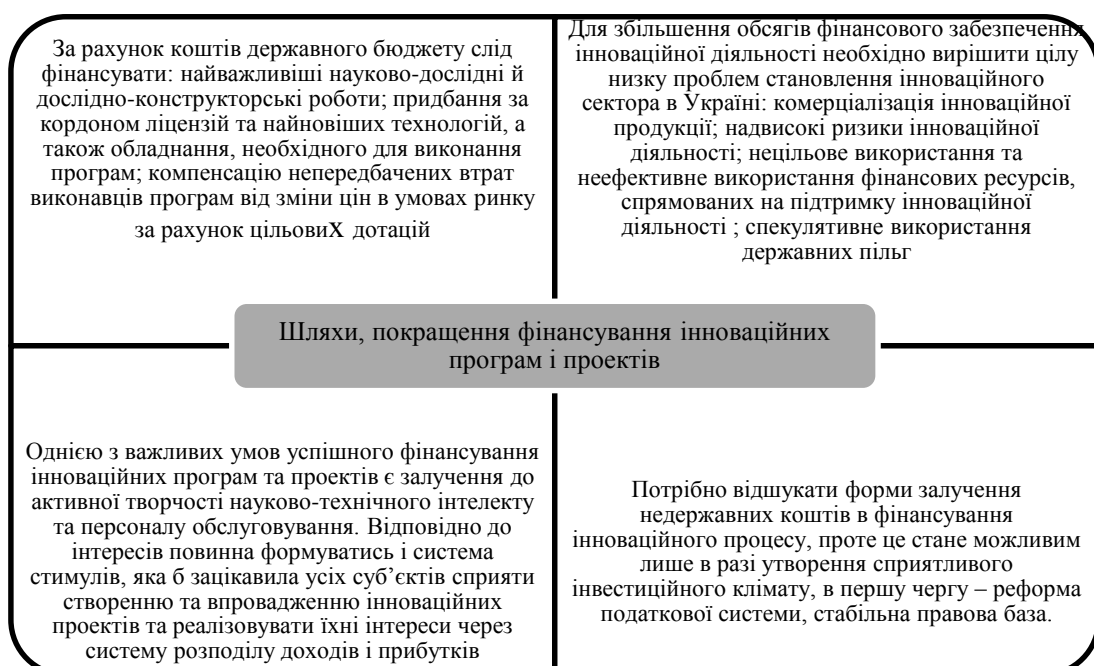 За рахунок коштів державного бюджету слід
фінансувати: найважливіші науково-дослідні й
дослідно-конструкторські роботи; придбання за
кордоном ліцензій та найновіших технологій, а
також обладнання, необхідного для виконання
програм; компенсацію непередбачених втрат
виконавців програм від зміни цін в умовах ринку
за рахунок цільових дотацій
Для збільшення обсягів фінансового забезпечення
інноваційної діяльності необхідно вирішити цілу
низку проблем становлення інноваційного
сектора в Україні: комерціалізація інноваційної
продукції; надвисокі ризики інноваційної
діяльності; нецільове використання та
неефективне використання фінансових ресурсів,
спрямованих на підтримку інноваційної
діяльності ; спекулятивне використання
державних пільг
Шляхи, покращення фінансування інноваційних
програм і проектів
Однією з важливих умов успішного фінансування
інноваційних програм та проектів є залучення до
активної творчості науково-технічного інтелекту
та персоналу обслуговування. Відповідно до
інтересів повинна формуватись і система
стимулів, яка б зацікавила усіх суб’єктів сприяти
створенню та впровадженню інноваційних
проектів та реалізовувати їхні інтереси через
систему розподілу доходів і прибутків
Потрібно відшукати форми залучення
недержавних коштів в фінансування
інноваційного процесу, проте це стане можливим
лише в разі утворення сприятливого
інвестиційного клімату, в першу чергу – реформа
податкової системи, стабільна правова база.